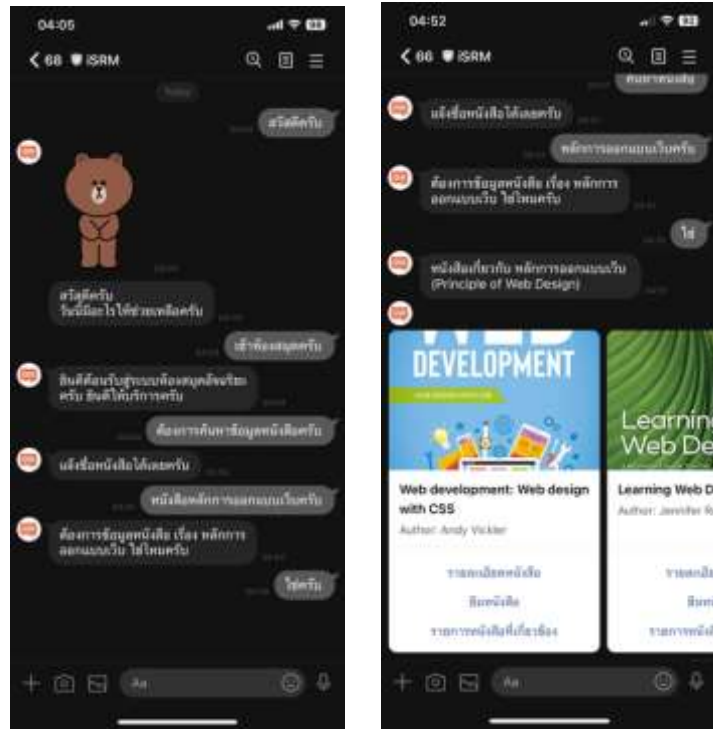 04:05
68 iSRM
Today
สวัสดีครับ
สวัสดีครับ
วันนี้มีอะไรให้ช่วยเหลือครับ
เข้าห้องสมุดครับ
ยินดีต้อนรับสู่ระบบห้องสมุดอัจฉริยะ
ครับ ยินดีให้บริการครับ
ต้องการค้นหาข้อมูลหนังสือครับ
แจ้งชื่อหนังสือได้เลยครับ
หนังสือหลักการออกแบบเว็บครับ
ต้องการข้อมูลหนังสือ เรื่อง หลักการ
ออกแบบเว็บ ใช่ไหมครับ
ใช่ครับ
Aa
04:52
66 iSRM
ค้นหาหนังสือ
แจ้งชื่อหนังสือได้เลยครับ
หลักการออกแบบเว็บครับ
ต้องการข้อมูลหนังสือ เรื่อง หลักการ
ออกแบบเว็บ ใช่ไหมครับ
ใช่
หนังสือเกี่ยวกับ หลักการออกแบบเว็บ
(Principle of Web Design)
DEVELOPMENT
Web development: Web design
with CSS
Author: Andy Vickler
รายละเอียดหนังสือ
ยืมหนังสือ
รายการหนังสือที่เกี่ยวข้อง
Learning
Web De
Learning Web D
Author: Jennifer
Aa